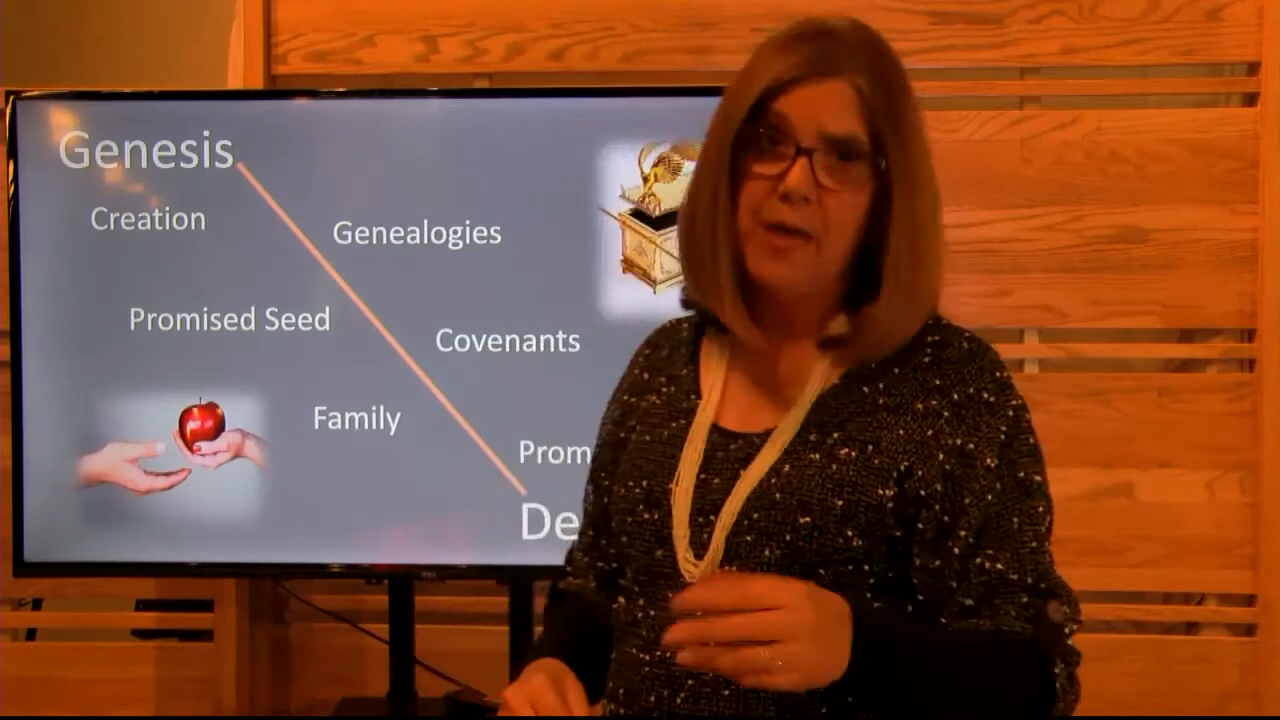 Genesis
Creation
Genealogies
Promised Seed
Covenants
Family